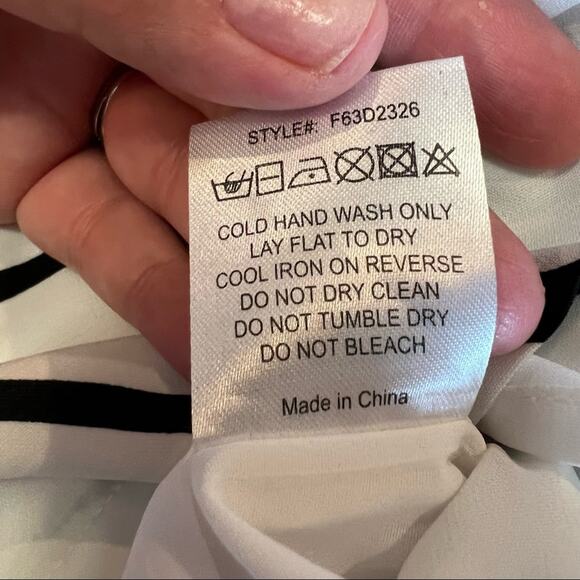 STYLE#: F63D2326
COLD HAND WASH ONLY
LAY FLAT TO DRY
COOL IRON ON REVERSE
DO NOT DRY CLEAN
DO NOT TUMBLE DRY
DO NOT BLEACH
Made in China